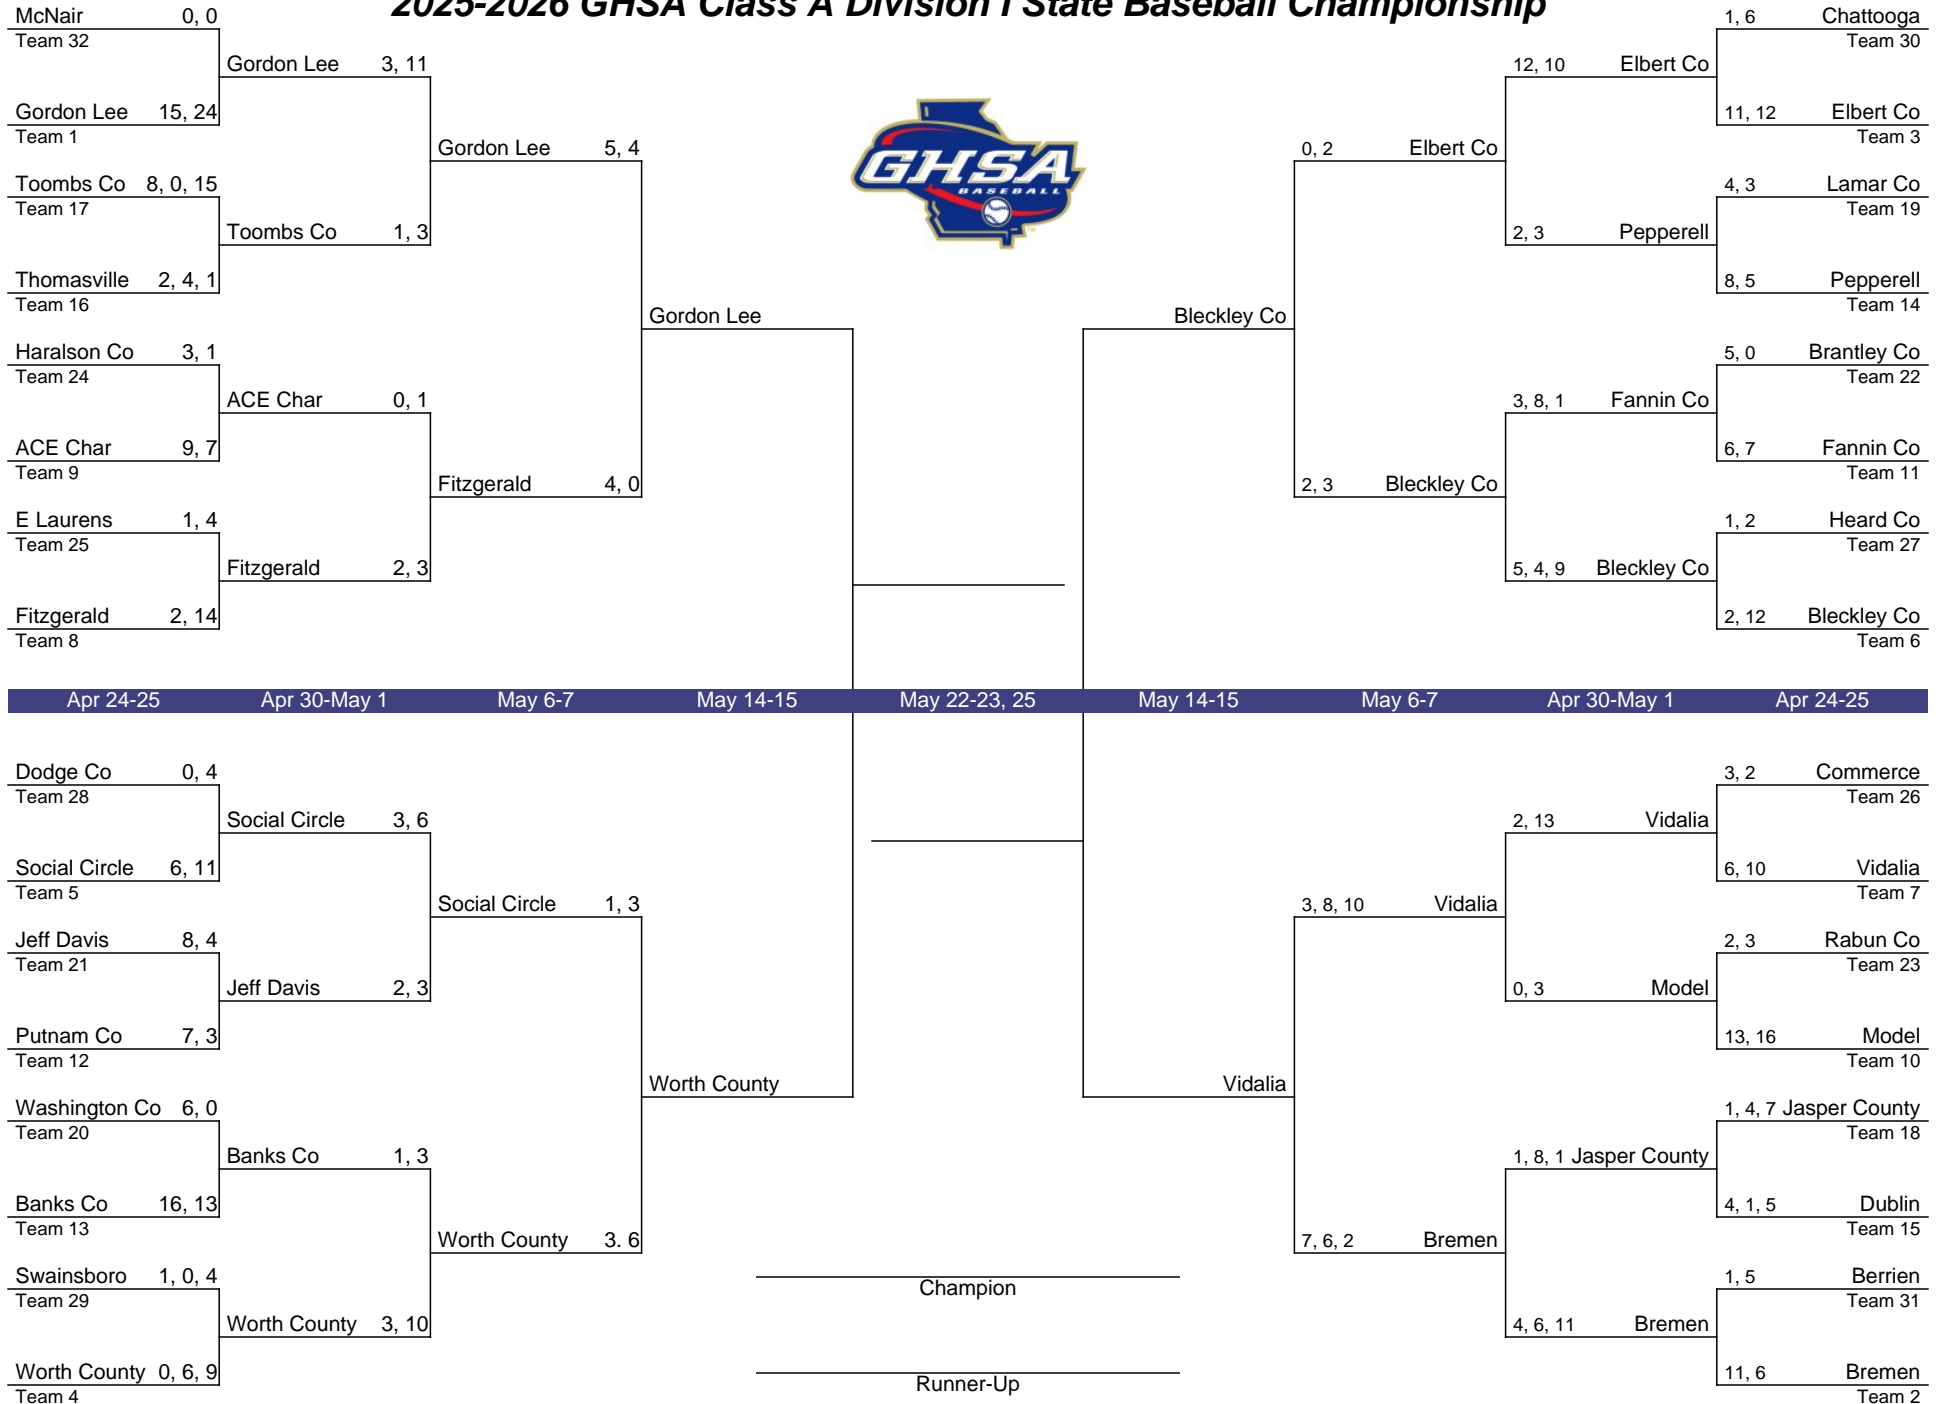 2025-2026 GHSA Class A Division I State Baseball Championship
McNair 0, 0
Team 32
Gordon Lee 3, 11
Gordon Lee 15, 24
Team 1
Gordon Lee 5, 4
Toombs Co 8, 0, 15
Team 17
Toombs Co 1, 3
Thomasville 2, 4, 1
Team 16
Gordon Lee
Haralson Co 3, 1
Team 24
ACE Char 0, 1
ACE Char 9, 7
Team 9
Fitzgerald 4, 0
E Laurens 1, 4
Team 25
Fitzgerald 2, 3
Fitzgerald 2, 14
Team 8
GHSA
BASEBALL
1, 6 Chattooga
Team 30
12, 10 Elbert Co
11, 12 Elbert Co
Team 3
0, 2 Elbert Co
4, 3 Lamar Co
Team 19
2, 3 Pepperell
8, 5 Pepperell
Team 14
Bleckley Co
5, 0 Brantley Co
Team 22
3, 8, 1 Fannin Co
6, 7 Fannin Co
Team 11
2, 3 Bleckley Co
1, 2 Heard Co
Team 27
5, 4, 9 Bleckley Co
2, 12 Bleckley Co
Team 6
Apr 24-25 Apr 30-May 1 May 6-7 May 14-15 May 22-23, 25 May 14-15 May 6-7 Apr 30-May 1 Apr 24-25
Dodge Co 0, 4
Team 28
Social Circle 3, 6
Social Circle 6, 11
Team 5
Social Circle 1, 3
Jeff Davis 8, 4
Team 21
Jeff Davis 2, 3
Putnam Co 7, 3
Team 12
Worth County
Washington Co 6, 0
Team 20
Banks Co 1, 3
Banks Co 16, 13
Team 13
Worth County 3. 6
Swainsboro 1, 0, 4
Team 29
Worth County 3, 10
Worth County 0, 6, 9
Team 4
Champion
Runner-Up
3, 2 Commerce
Team 26
2, 13 Vidalia
6, 10 Vidalia
Team 7
3, 8, 10 Vidalia
2, 3 Rabun Co
Team 23
0, 3 Model
13, 16 Model
Team 10
Vidalia
1, 4, 7 Jasper County
Team 18
1, 8, 1 Jasper County
4, 1, 5 Dublin
Team 15
7, 6, 2 Bremen
1, 5 Berrien
Team 31
4, 6, 11 Bremen
11, 6 Bremen
Team 2